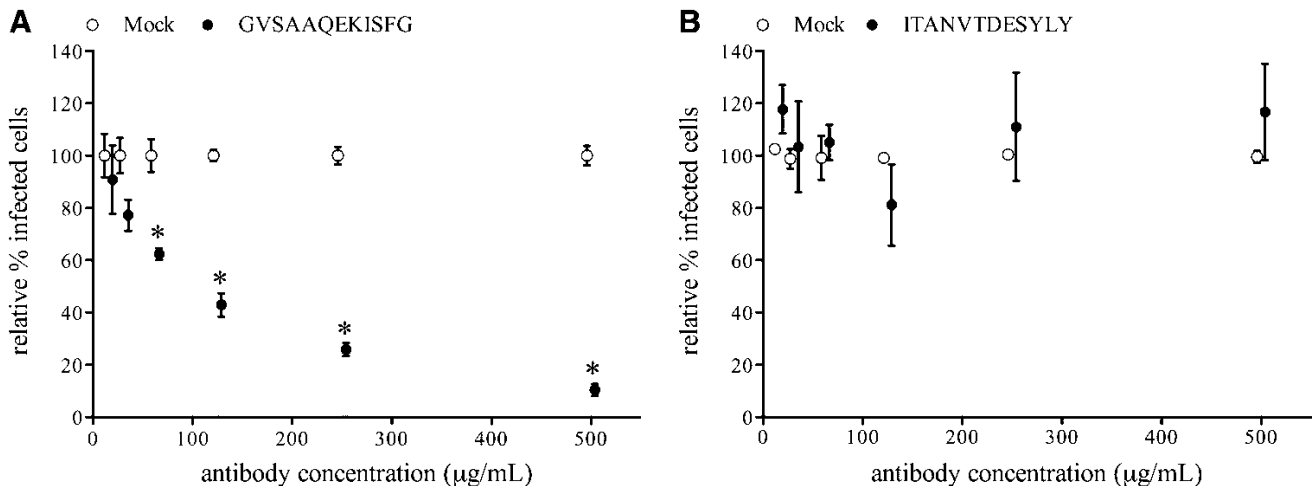 A
○ Mock ● GVSAAQEKISFG
relative % infected cells
140
120
100
80
60
40
20
0
*
*
*
*
0 100 200 300 400 500
antibody concentration (μg/mL)
B
○ Mock ● ITANVTDESYLY
relative % infected cells
140
120
100
80
60
40
20
0
0 100 200 300 400 500
antibody concentration (μg/mL)